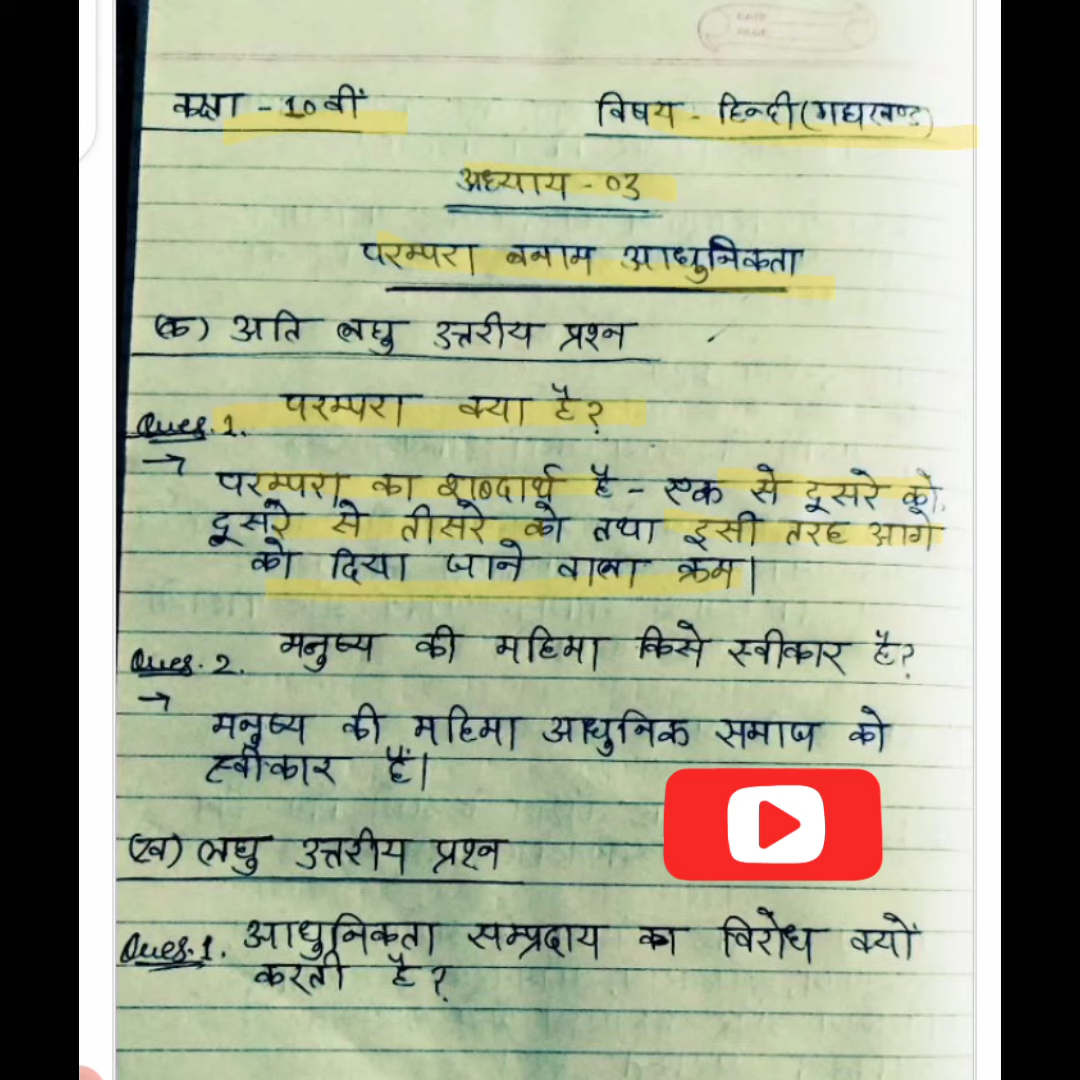 कक्षा - 10वीं
विषय - हिन्दी (गद्यखण्ड)
अध्याय - 03
परम्परा बनाम आधुनिकता
(क) अति लघु उत्तरीय प्रश्न
Ques. 1. परम्परा क्या है?
→ परम्परा का शब्दार्थ है - एक से दूसरे को,
दूसरे से तीसरे को तथा इसी तरह आगे
को दिया जाने वाला क्रम।
Ques. 2. मनुष्य की महिमा किसे स्वीकार है?
→ मनुष्य की महिमा आधुनिक समाज को
स्वीकार हैं।
(ख) लघु उत्तरीय प्रश्न
Ques. 1. आधुनिकता सम्प्रदाय का विरोध क्यों
करती है?